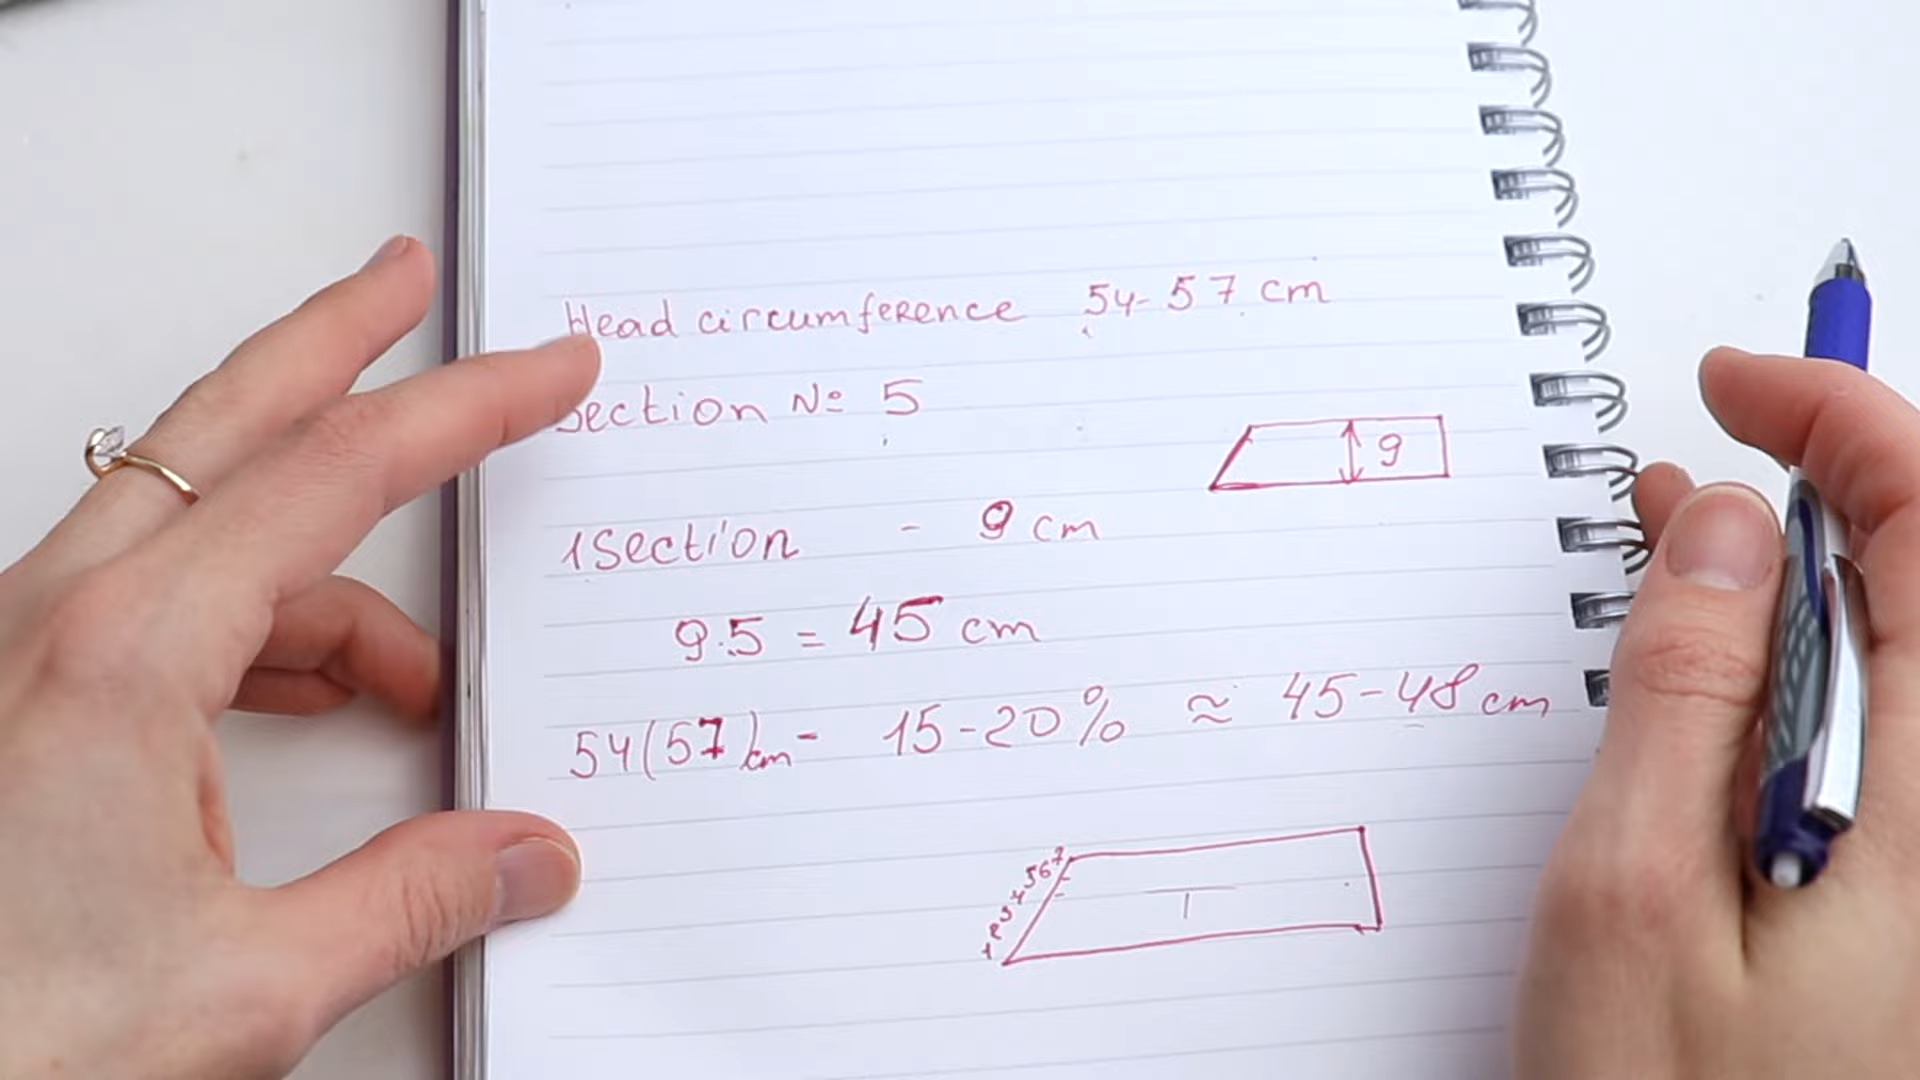 Head circumference 54-57 cm
Section № 5
9
1 Section - 9 cm
9.5 = 45 cm
54(57)cm - 15-20% ≈ 45-48 cm
1 2 3 4 5 6 7